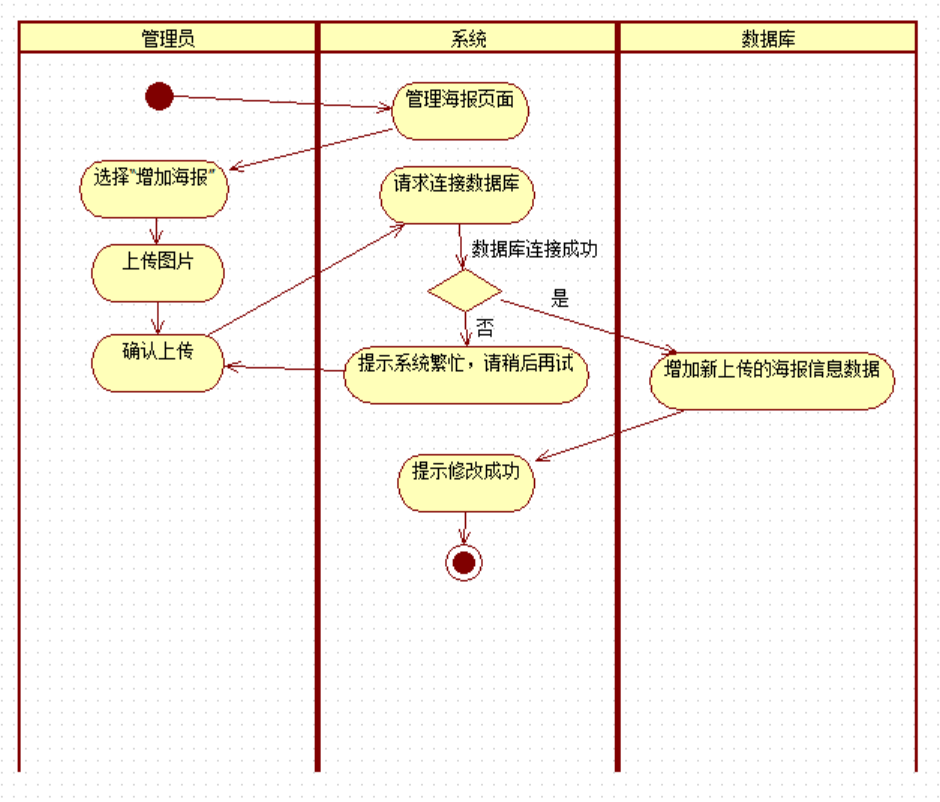 管理员
系统
数据库
管理海报页面
选择"增加海报"
请求连接数据库
数据库连接成功
上传图片
是
否
确认上传
提示系统繁忙，请稍后再试
增加新上传的海报信息数据
提示修改成功